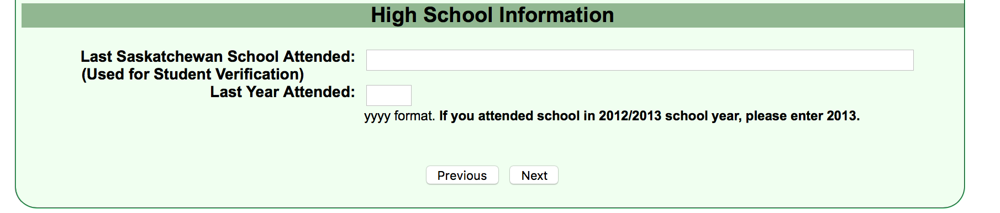 High School Information
Last Saskatchewan School Attended:
(Used for Student Verification)
Last Year Attended:
yyyy format. If you attended school in 2012/2013 school year, please enter 2013.
Previous Next